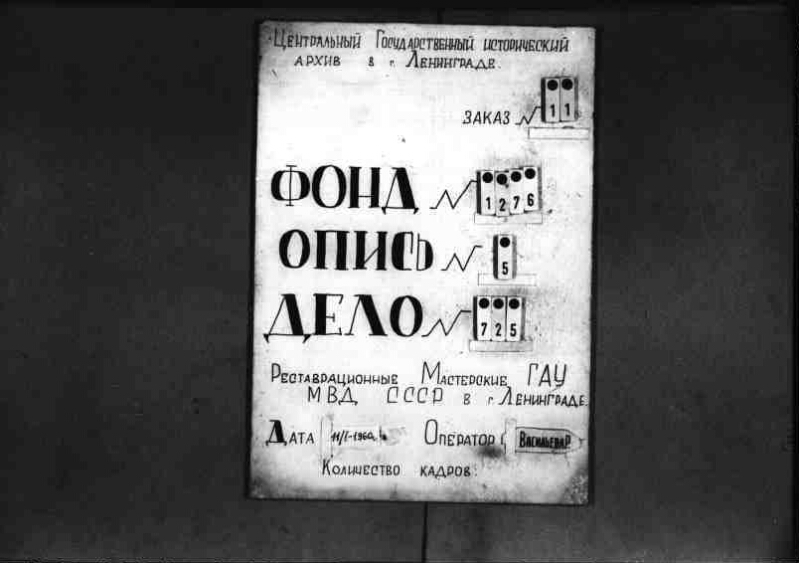 Центральный Государственный исторический
архив в г. Ленинграде.
заказ № 11
ФОНД № 1276
ОПИСЬ № 5
ДЕЛО № 725
Реставрационные Мастерские ГАУ
МВД СССР в г. Ленинграде.
Дата 11/I-1960г. Оператор Васильева Р
Количество кадров: